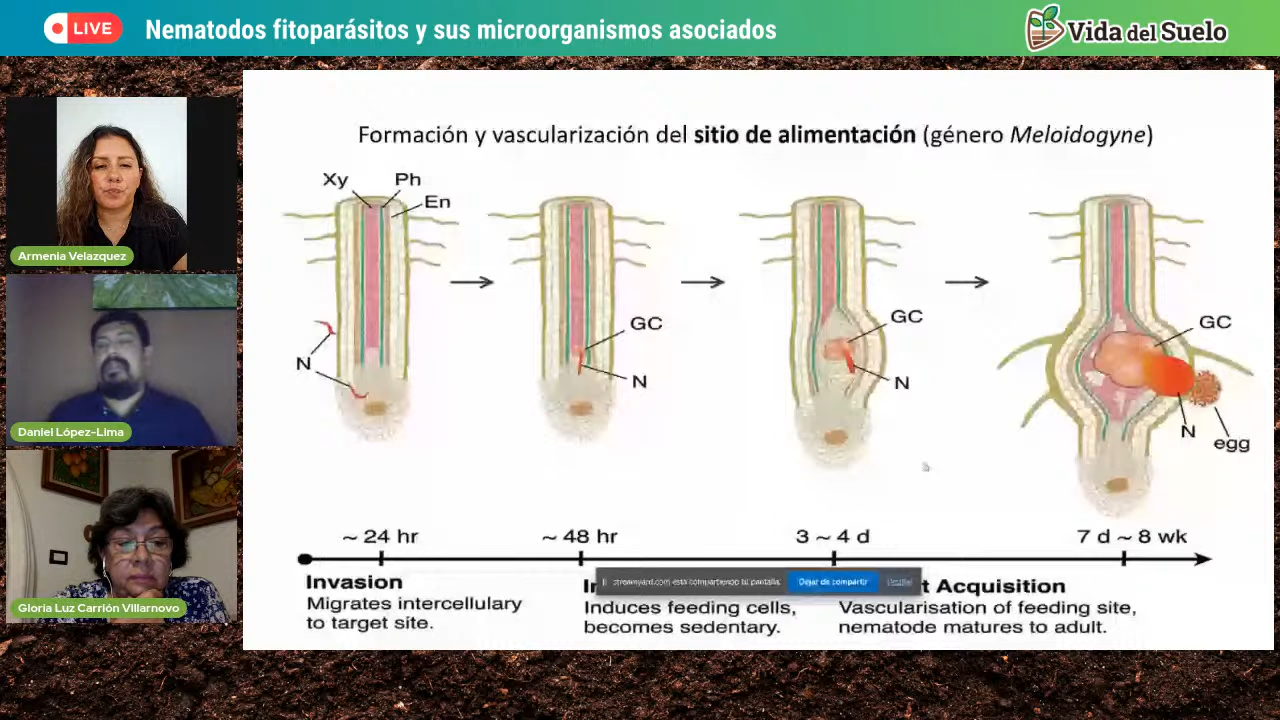 LIVE
Nematodos fitoparásitos y sus microorganismos asociados
Vida del Suelo
Armenia Velazquez
Daniel López-Lima
Gloria Luz Carrión Villarnovo
Formación y vascularización del sitio de alimentación (género Meloidogyne)
Xy
Ph
En
N
GC
N
GC
N
GC
N
egg
~ 24 hr
~ 48 hr
3 ~ 4 d
7 d ~ 8 wk
Invasion
Migrates intercellulary
to target site.
Induces feeding cells,
becomes sedentary.
t Acquisition
Vascularisation of feeding site,
nematode matures to adult.
streamyard.com está compartiendo tu pantalla.
Dejar de compartir